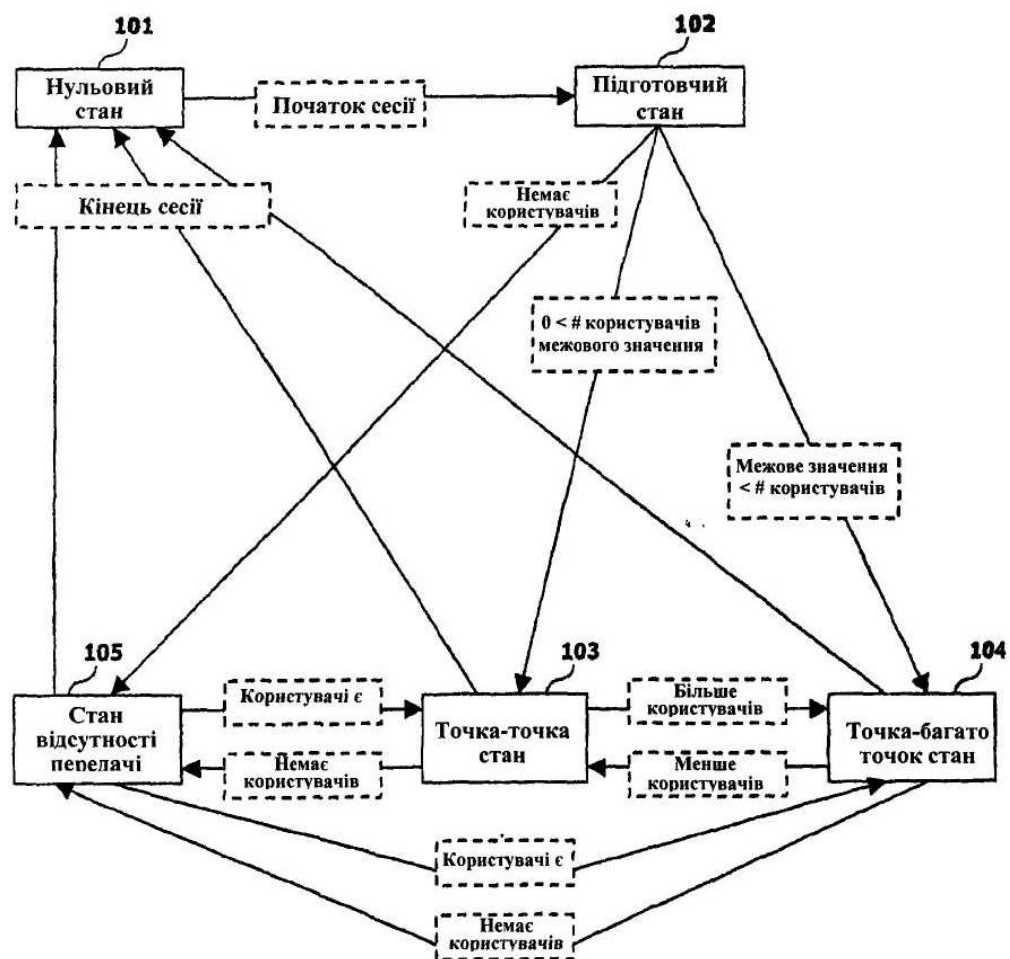 101
102
Нульовий
стан
Початок сесії
Підготовчий
стан
Кінець сесії
Немає
користувачів
0 < # користувачів
межового значення
Межове значення
< # користувачів
105
103
104
Стан
відсутності
передачі
Користувачі є
Немає
користувачів
Точка-точка
стан
Більше
користувачів
Менше
користувачів
Точка-багато
точок стан
Користувачі є
Немає
користувачів